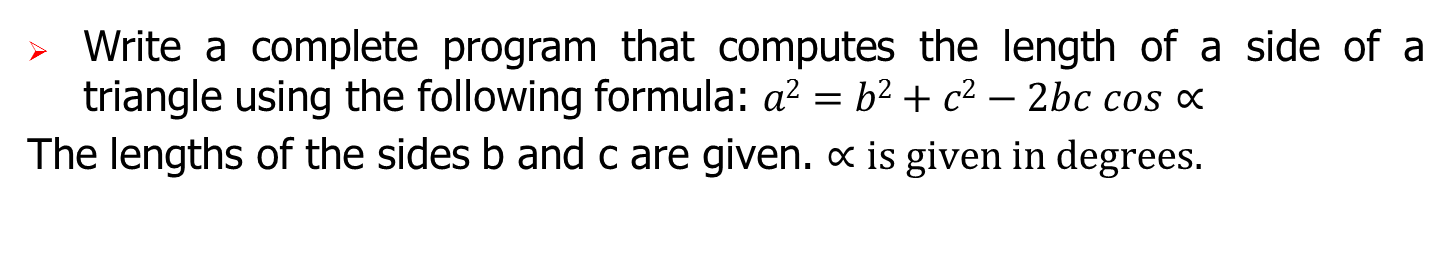 ➢ Write a complete program that computes the length of a side of a
triangle using the following formula: a² = b² + c² − 2bc cos ∝
The lengths of the sides b and c are given. ∝ is given in degrees.